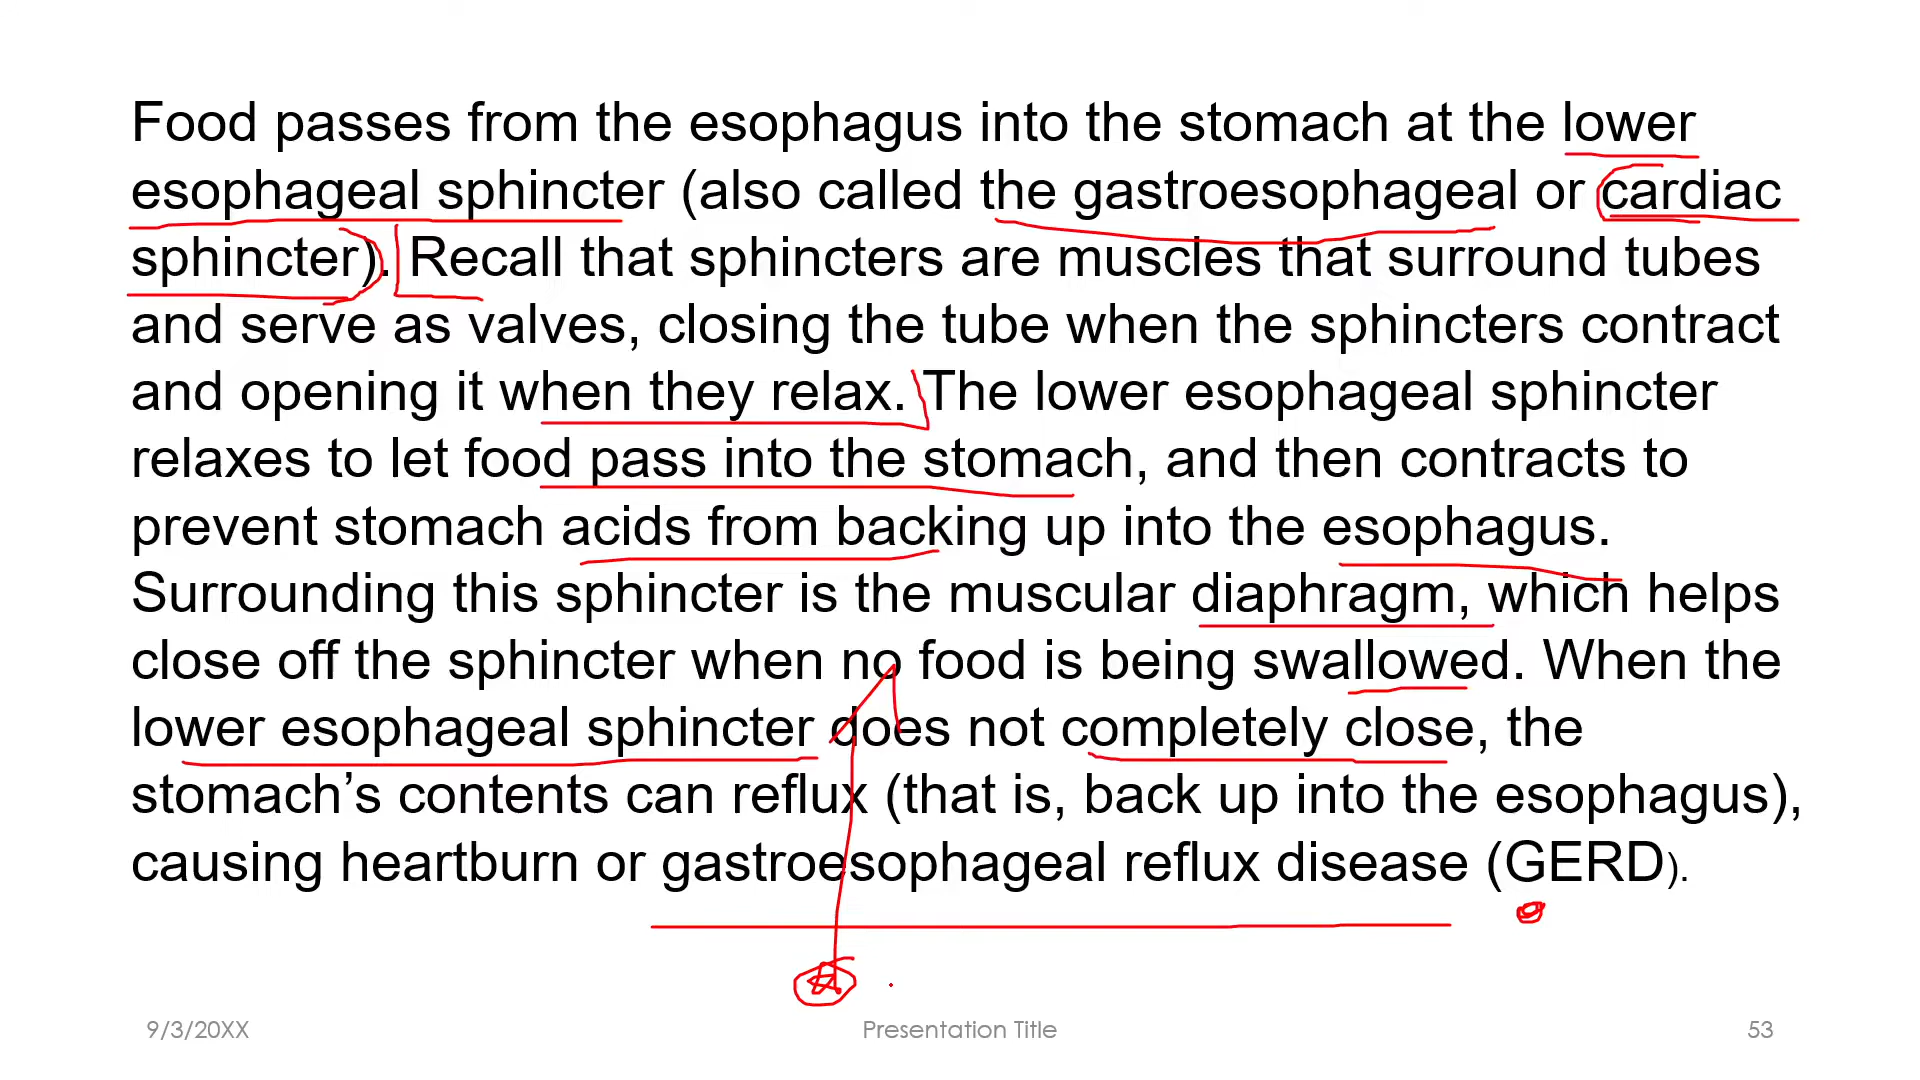 Food passes from the esophagus into the stomach at the lower
esophageal sphincter (also called the gastroesophageal or cardiac
sphincter). Recall that sphincters are muscles that surround tubes
and serve as valves, closing the tube when the sphincters contract
and opening it when they relax. The lower esophageal sphincter
relaxes to let food pass into the stomach, and then contracts to
prevent stomach acids from backing up into the esophagus.
Surrounding this sphincter is the muscular diaphragm, which helps
close off the sphincter when no food is being swallowed. When the
lower esophageal sphincter does not completely close, the
stomach’s contents can reflux (that is, back up into the esophagus),
causing heartburn or gastroesophageal reflux disease (GERD).
9/3/20XX
Presentation Title
53